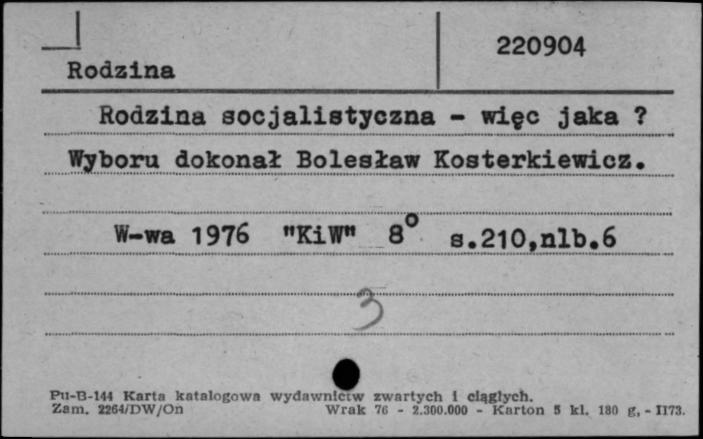 220904
Rodzina
Rodzina socjalistyczna - więc jaka ?
Wyboru dokonał Bolesław Kosterkiewicz.
W-wa 1976 "KiW" 8° s.210,nlb.6
3
Pu-B-144 Karta katalogowa wydawnictw zwartych i ciągłych.
Zam. 2264/DW/On Wrak 76 - 2.300.000 - Karton 5 kl. 180 g, - II73.